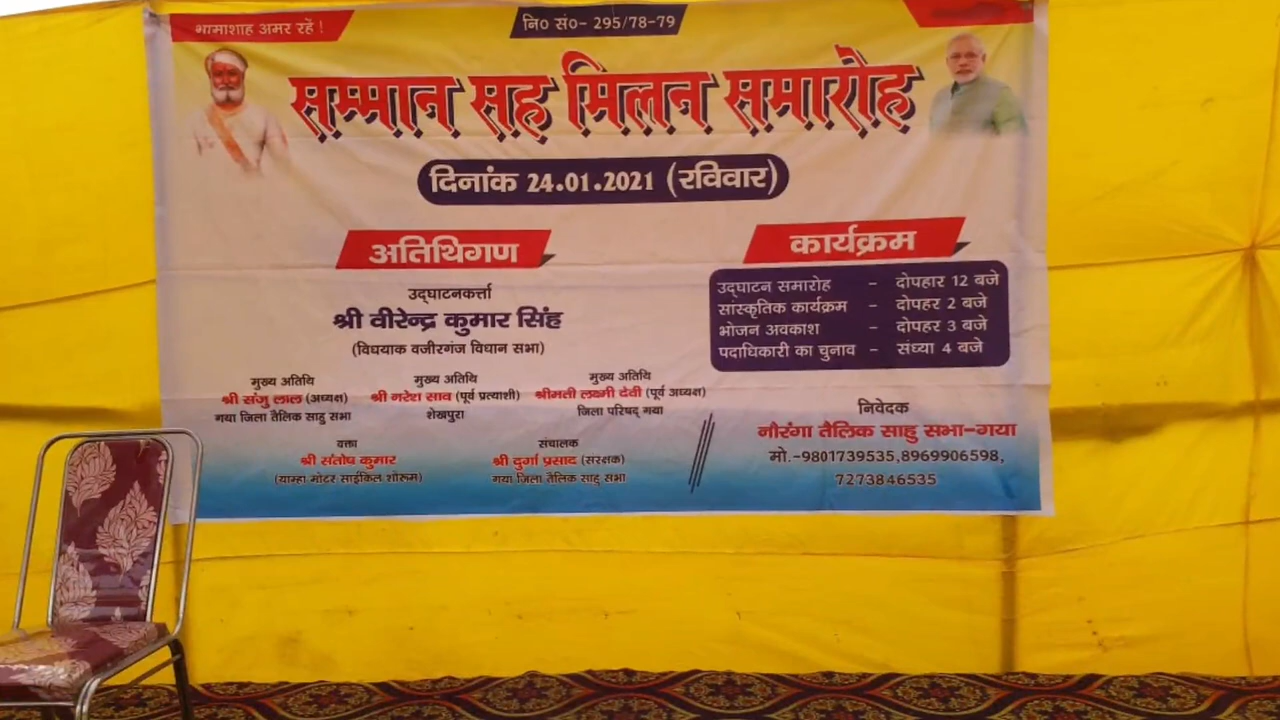 भामाशाह अमर रहें !
नि० सं०- 295/78-79
सम्मान सह मिलन समारोह
दिनांक 24.01.2021 (रविवार)
अतिथिगण
उद्घाटनकर्त्ता
श्री वीरेन्द्र कुमार सिंह
(विघयाक वजीरगंज विधान सभा)
मुख्य अतिथि
श्री संजु लाल (अध्यक्ष)
गया जिला तैलिक साहु सभा
मुख्य अतिथि
श्री नरेश साव (पूर्व प्रत्याशी)
शेखपुरा
मुख्य अतिथि
श्रीमती लक्ष्मी देवी (पूर्व अध्यक्ष)
जिला परिषद् गया
वक्ता
श्री संतोष कुमार
(याम्हा मोटर साईकिल शोरूम)
संचालक
श्री दुर्गा प्रसाद (संरक्षक)
गया जिला तैलिक साहु सभा
कार्यक्रम
उद्घाटन समारोह - दोपहार 12 बजे
सांस्कृतिक कार्यक्रम - दोपहर 2 बजे
भोजन अवकाश - दोपहर 3 बजे
पदाधिकारी का चुनाव - संध्या 4 बजे
निवेदक
नौरंगा तैलिक साहु सभा-गया
मो.-9801739535,8969906598,
7273846535